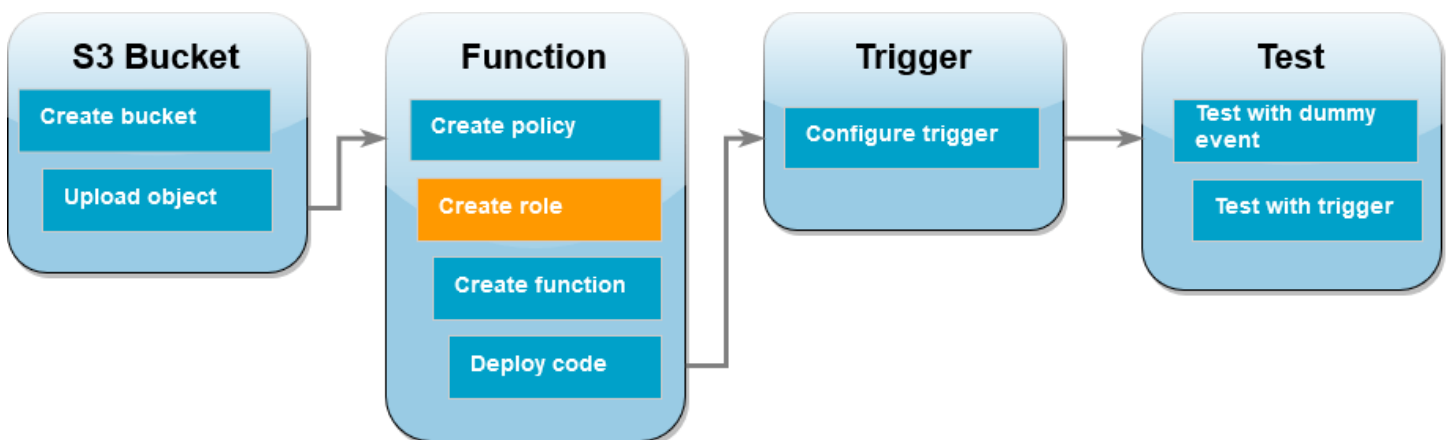 S3 Bucket
Create bucket
Upload object
Function
Create policy
Create role
Create function
Deploy code
Trigger
Configure trigger
Test
Test with dummy
event
Test with trigger